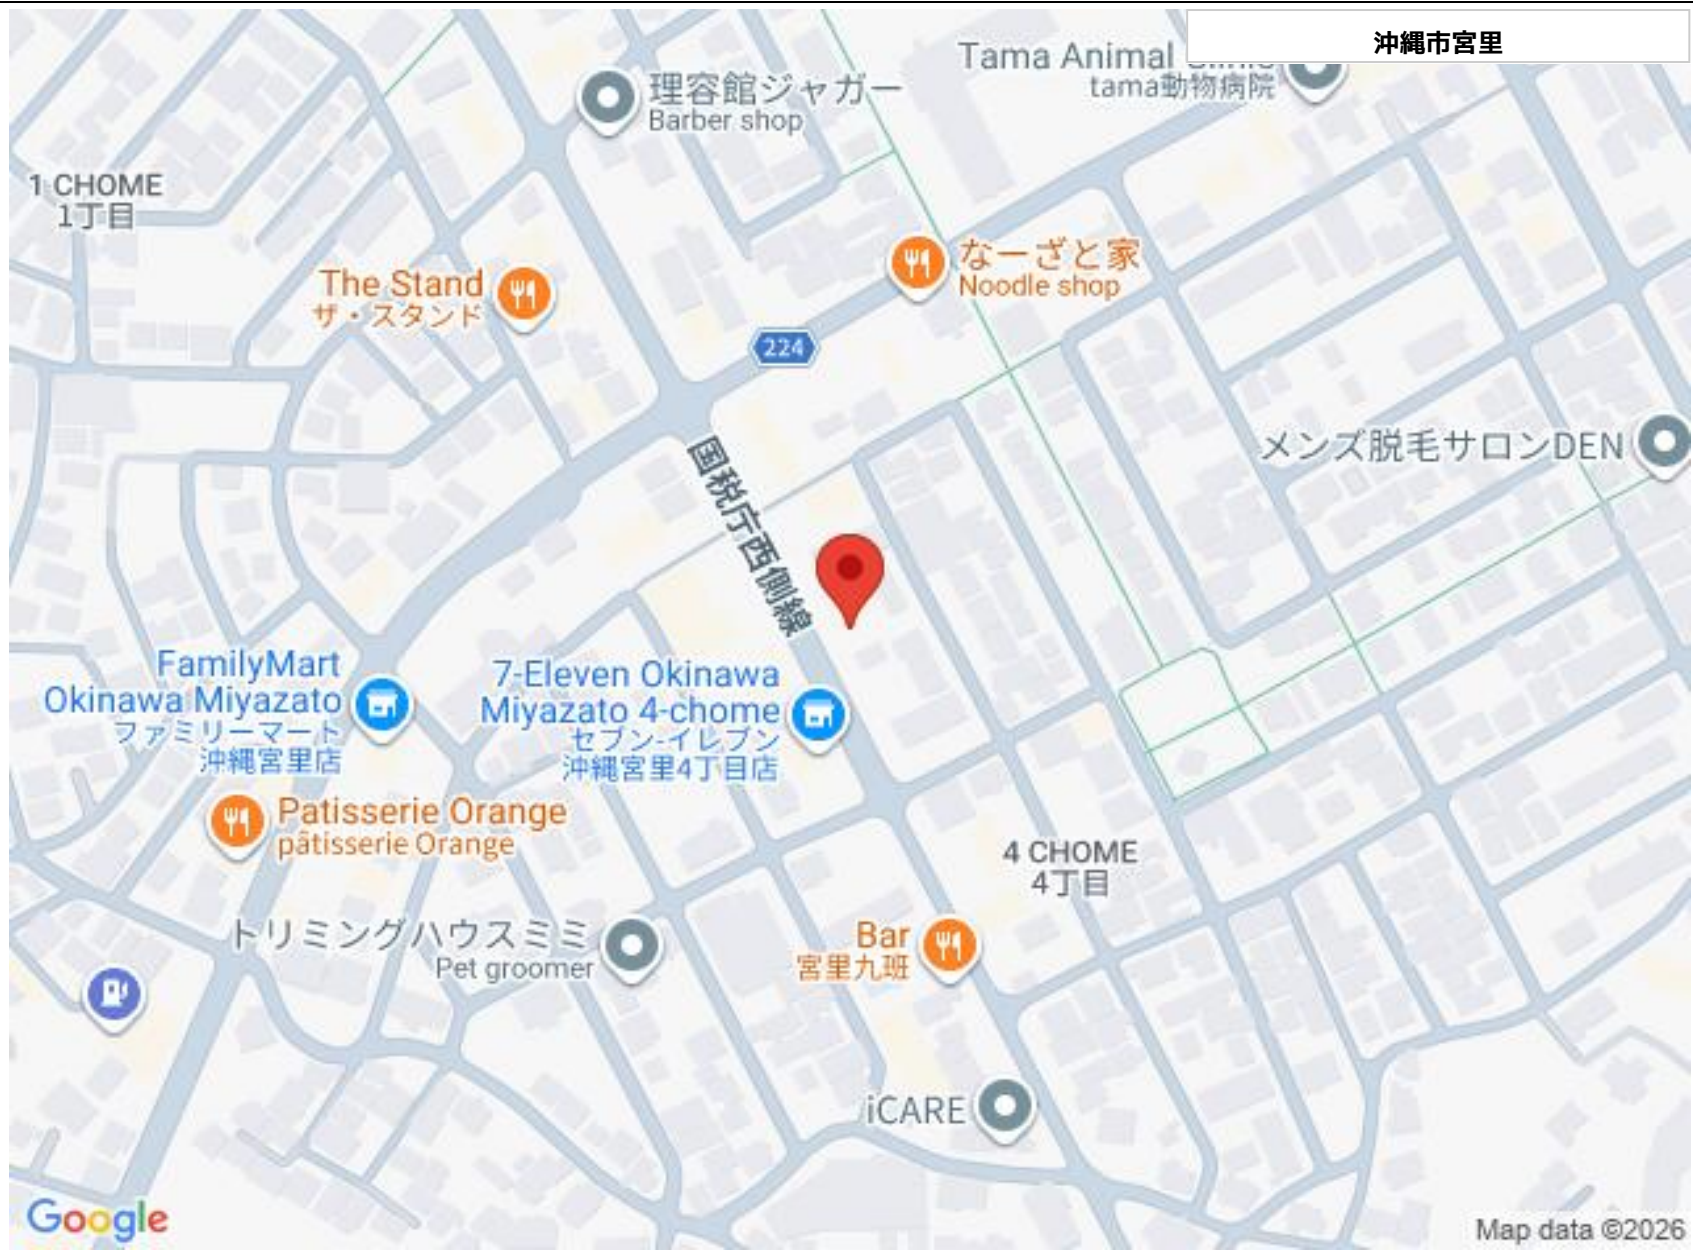 沖縄市宮里
Tama Animal
tama動物病院
理容館ジャガー
Barber shop
1 CHOME
1丁目
なーざと家
Noodle shop
The Stand
ザ・スタンド
224
メンズ脱毛サロンDEN
国税庁西側線
FamilyMart
Okinawa Miyazato
ファミリーマート
沖縄宮里店
7-Eleven Okinawa
Miyazato 4-chome
セブン-イレブン
沖縄宮里4丁目店
Patisserie Orange
pâtisserie Orange
4 CHOME
4丁目
トリミングハウスミミ
Pet groomer
Bar
宮里九班
iCARE
Google
Map data ©2026